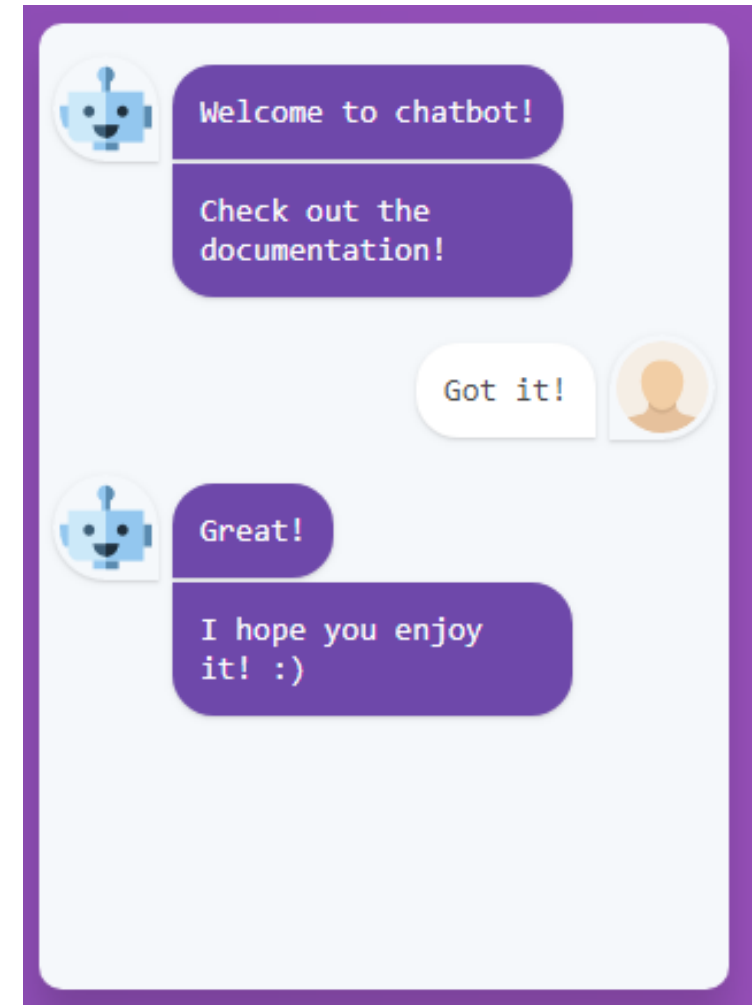 Welcome to chatbot!
Check out the
documentation!
Got it!
Great!
I hope you enjoy
it! :)